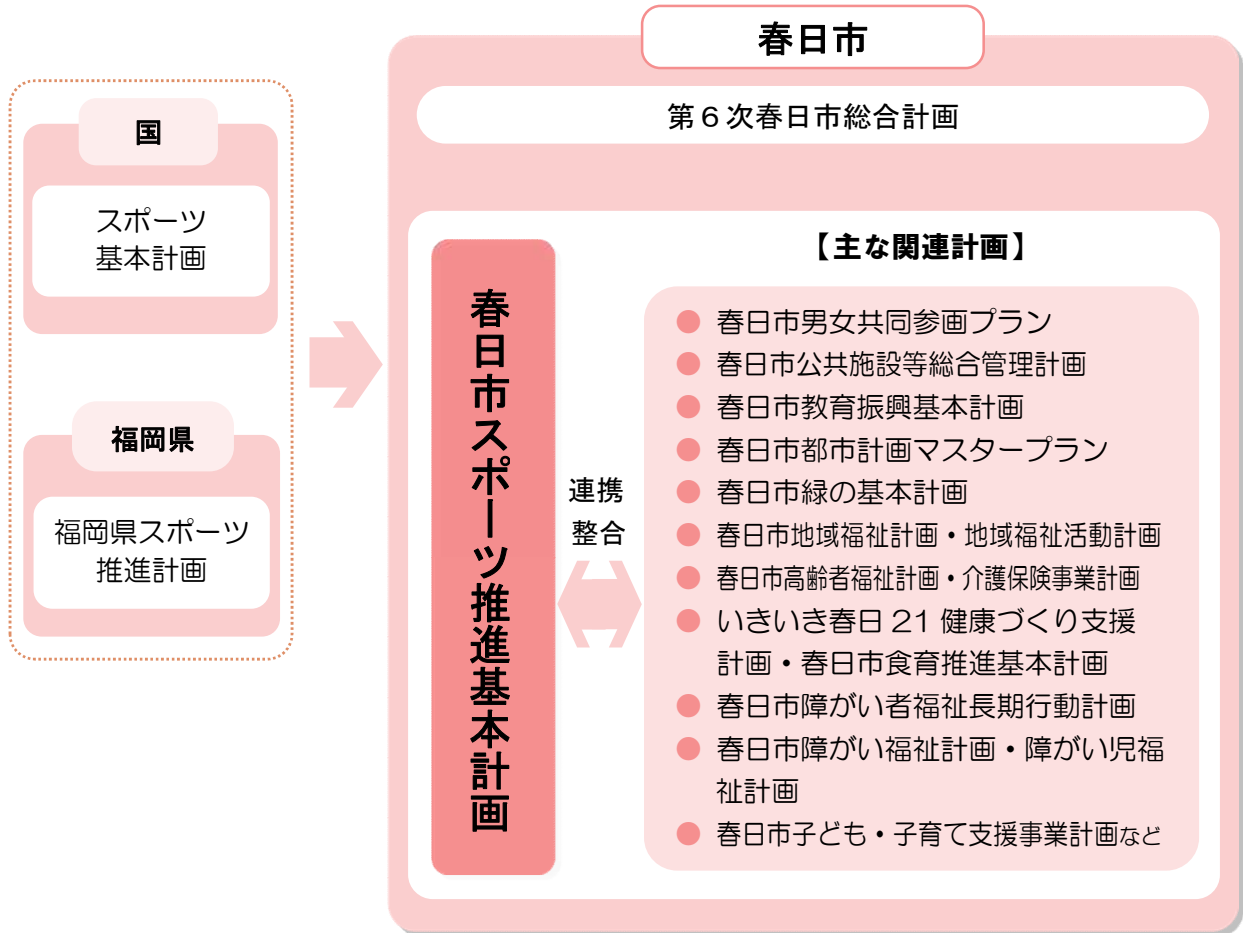 国
スポーツ
基本計画
福岡県
福岡県スポーツ
推進計画
春日市
第６次春日市総合計画
春日市スポーツ推進基本計画
連携
整合
【主な関連計画】
● 春日市男女共同参画プラン
● 春日市公共施設等総合管理計画
● 春日市教育振興基本計画
● 春日市都市計画マスタープラン
● 春日市緑の基本計画
● 春日市地域福祉計画・地域福祉活動計画
● 春日市高齢者福祉計画・介護保険事業計画
● いきいき春日 21 健康づくり支援
計画・春日市食育推進基本計画
● 春日市障がい者福祉長期行動計画
● 春日市障がい福祉計画・障がい児福
祉計画
● 春日市子ども・子育て支援事業計画など